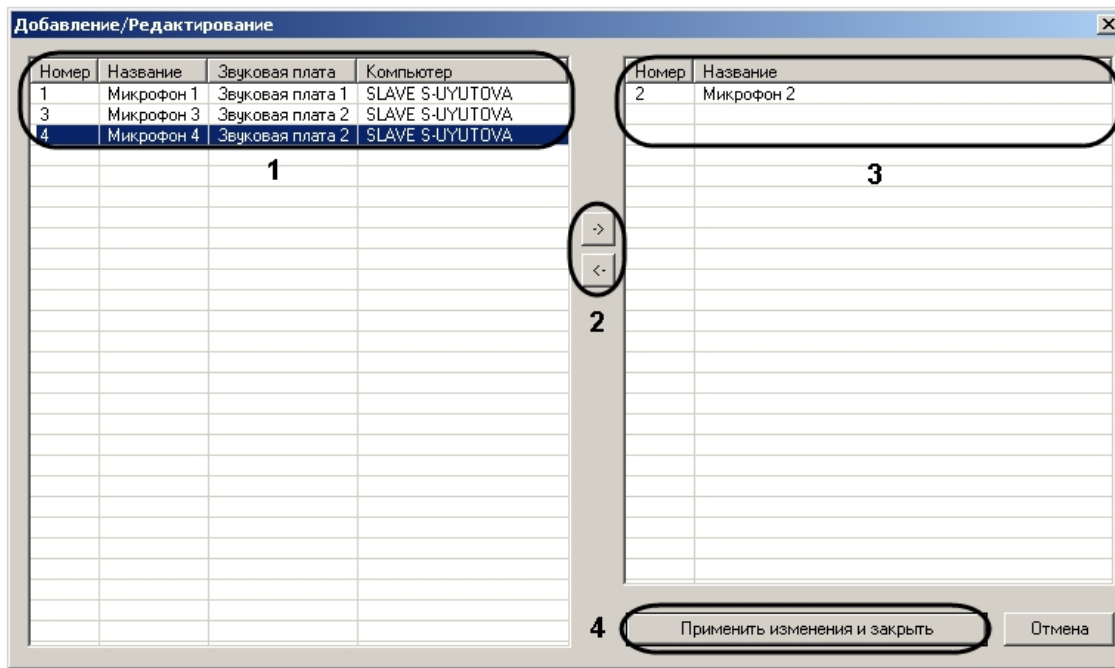 Добавление/Редактирование
Номер Название Звуковая плата Компьютер
1 Микрофон 1 Звуковая плата 1 SLAVE S-UYUTOVA
3 Микрофон 3 Звуковая плата 2 SLAVE S-UYUTOVA
4 Микрофон 4 Звуковая плата 2 SLAVE S-UYUTOVA
1
->
<-
2
Номер Название
2 Микрофон 2
3
4 Применить изменения и закрыть Отмена